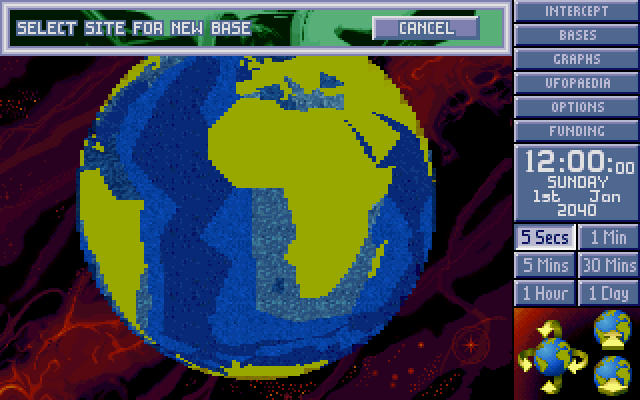 SELECT SITE FOR NEW BASE CANCEL
INTERCEPT
BASES
GRAPHS
UFOPAEDIA
OPTIONS
FUNDING
12:00:00
SUNDAY
1st Jan
2040
5 Secs 1 Min
5 Mins 30 Mins
1 Hour 1 Day